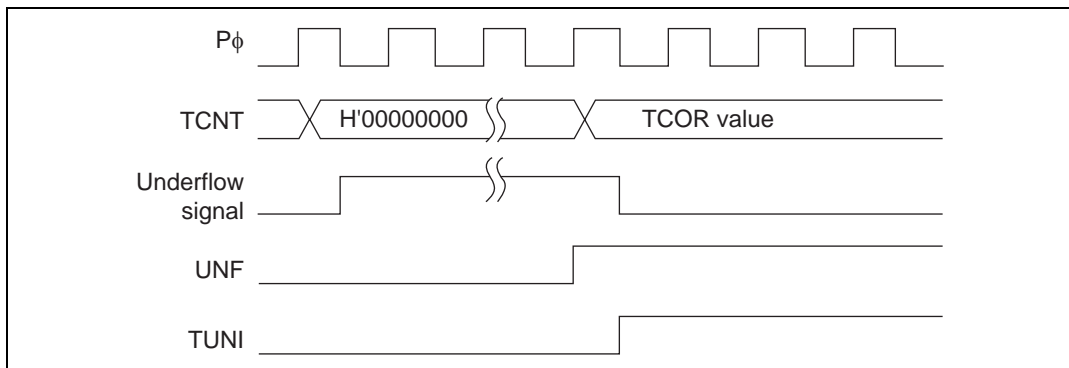 Pϕ
TCNT H'00000000 TCOR value
Underflow
signal
UNF
TUNI